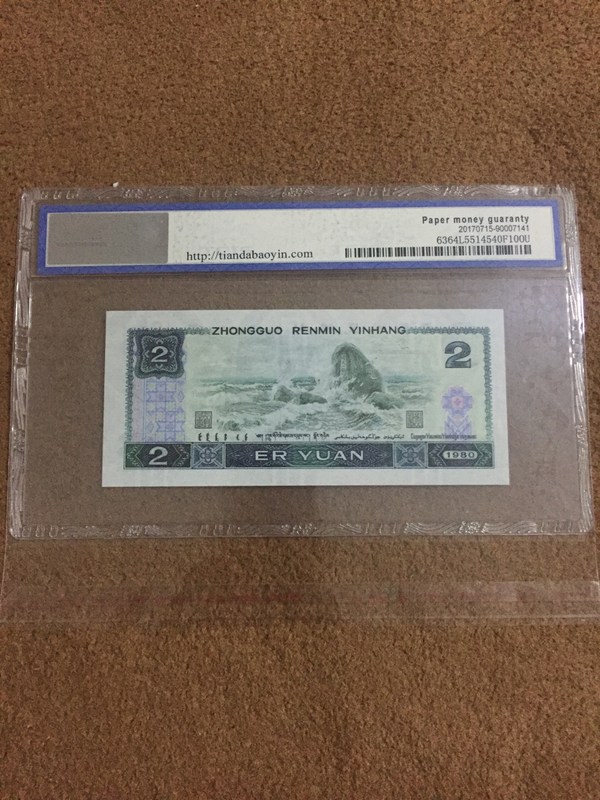 Paper money guaranty
20170715-90007141
http://tiandabaoyin.com
6364L5514540F100U
ZHONGGUO RENMIN YINHANG
2
2
2
ER YUAN
1980